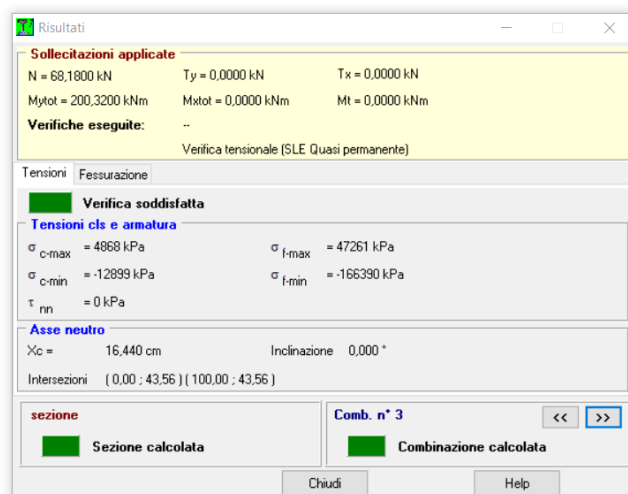 Risultati
Sollecitazioni applicate
N = 68,1800 kN Ty = 0,0000 kN Tx = 0,0000 kN
Mytot = 200,3200 kNm Mxtot = 0,0000 kNm Mt = 0,0000 kNm
Verifiche eseguite: --
Verifica tensionale (SLE Quasi permanente)
Tensioni Fessurazione
Verifica soddisfatta
Tensioni cls e armatura
σ c-max = 4868 kPa σ f-max = 47261 kPa
σ c-min = -12899 kPa σ f-min = -166390 kPa
τ nn = 0 kPa
Asse neutro
Xc = 16,440 cm Inclinazione 0,000 °
Intersezioni ( 0,00 ; 43,56 ) ( 100,00 ; 43,56 )
sezione Comb. n° 3 << >>
Sezione calcolata Combinazione calcolata
Chiudi Help